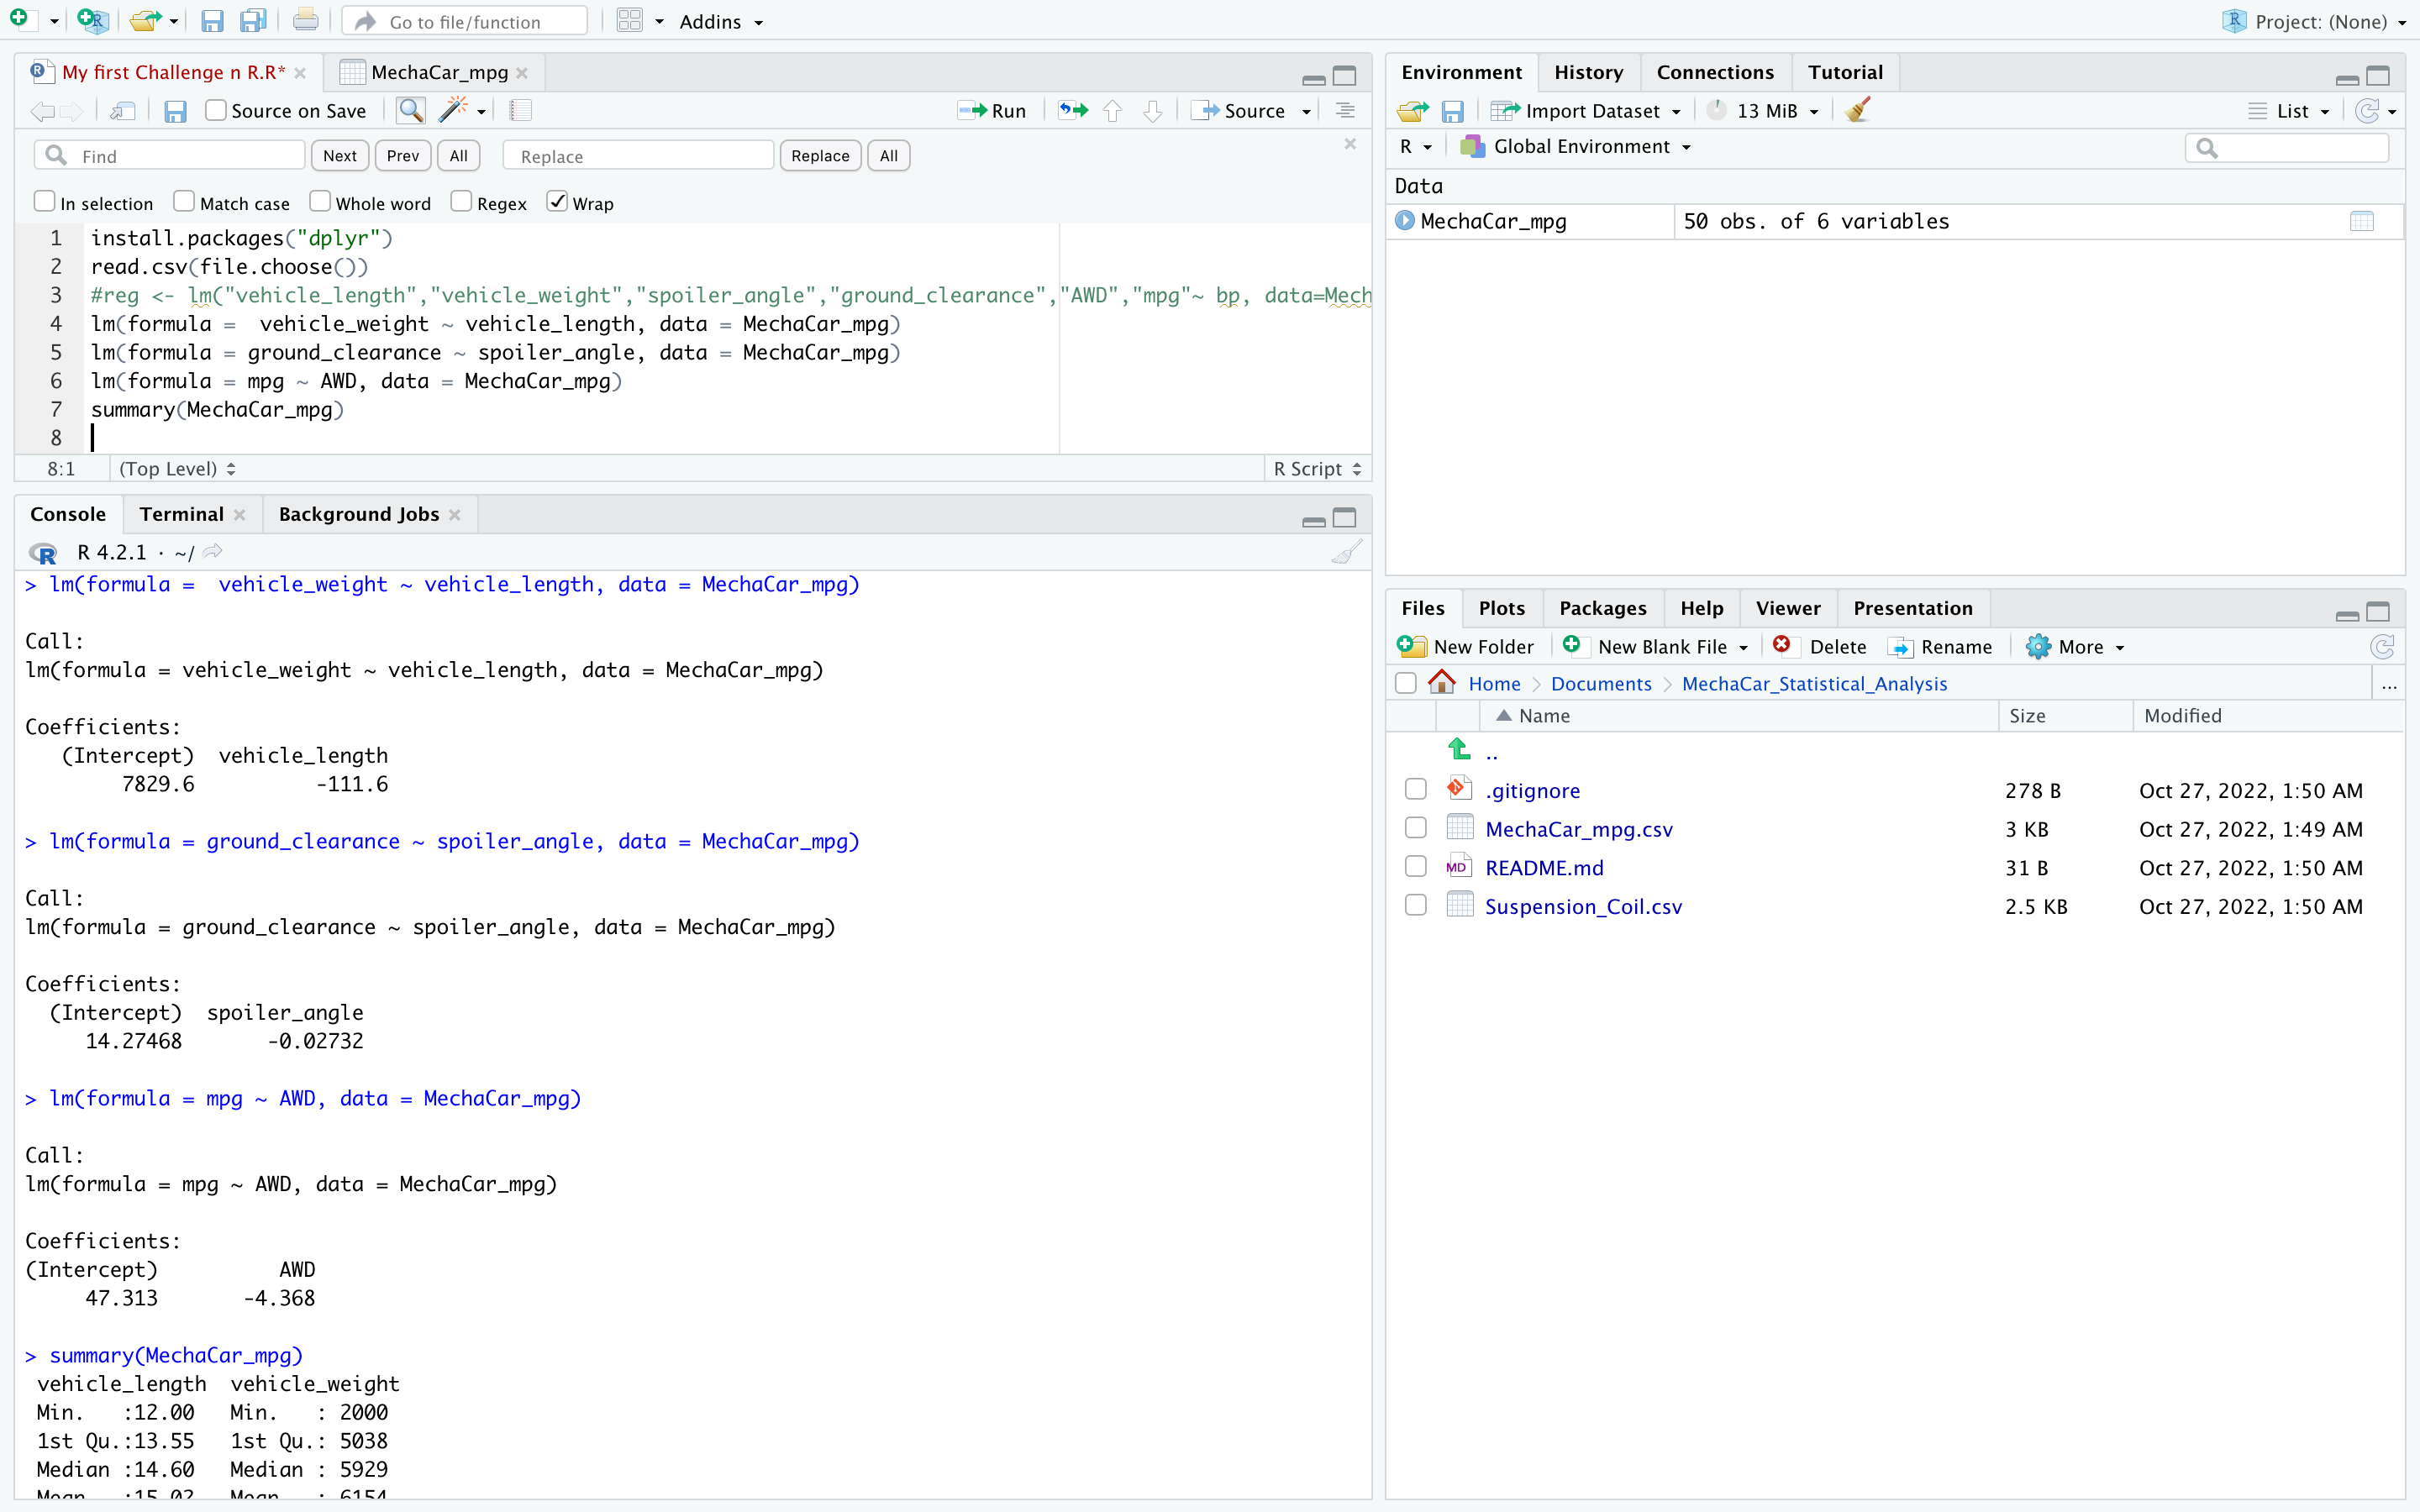 Go to file/function
Addins
Project: (None)
My first Challenge n R.R*
MechaCar_mpg
Source on Save
Run
Source
Find
Next
Prev
All
Replace
Replace
All
In selection
Match case
Whole word
Regex
Wrap
1 install.packages("dplyr")
2 read.csv(file.choose())
3 #reg <- lm("vehicle_length","vehicle_weight","spoiler_angle","ground_clearance","AWD","mpg"~ bp, data=Mech
4 lm(formula =  vehicle_weight ~ vehicle_length, data = MechaCar_mpg)
5 lm(formula = ground_clearance ~ spoiler_angle, data = MechaCar_mpg)
6 lm(formula = mpg ~ AWD, data = MechaCar_mpg)
7 summary(MechaCar_mpg)
8
8:1
(Top Level)
R Script
Console
Terminal
Background Jobs
R 4.2.1 · ~/
> lm(formula =  vehicle_weight ~ vehicle_length, data = MechaCar_mpg)
Call:
lm(formula = vehicle_weight ~ vehicle_length, data = MechaCar_mpg)
Coefficients:
(Intercept)  vehicle_length
7829.6          -111.6
> lm(formula = ground_clearance ~ spoiler_angle, data = MechaCar_mpg)
Call:
lm(formula = ground_clearance ~ spoiler_angle, data = MechaCar_mpg)
Coefficients:
(Intercept)  spoiler_angle
14.27468       -0.02732
> lm(formula = mpg ~ AWD, data = MechaCar_mpg)
Call:
lm(formula = mpg ~ AWD, data = MechaCar_mpg)
Coefficients:
(Intercept)          AWD
47.313       -4.368
> summary(MechaCar_mpg)
vehicle_length  vehicle_weight
Min.   :12.00   Min.   : 2000
1st Qu.:13.55   1st Qu.: 5038
Median :14.60   Median : 5929
Mean   :15.02   Mean   : 6154
Environment
History
Connections
Tutorial
Import Dataset
13 MiB
List
R
Global Environment
Data
MechaCar_mpg
50 obs. of 6 variables
Files
Plots
Packages
Help
Viewer
Presentation
New Folder
New Blank File
Delete
Rename
More
Home
Documents
MechaCar_Statistical_Analysis
...
Name
Size
Modified
..
.gitignore 278 B Oct 27, 2022, 1:50 AM
MechaCar_mpg.csv 3 KB Oct 27, 2022, 1:49 AM
MD README.md 31 B Oct 27, 2022, 1:50 AM
Suspension_Coil.csv 2.5 KB Oct 27, 2022, 1:50 AM